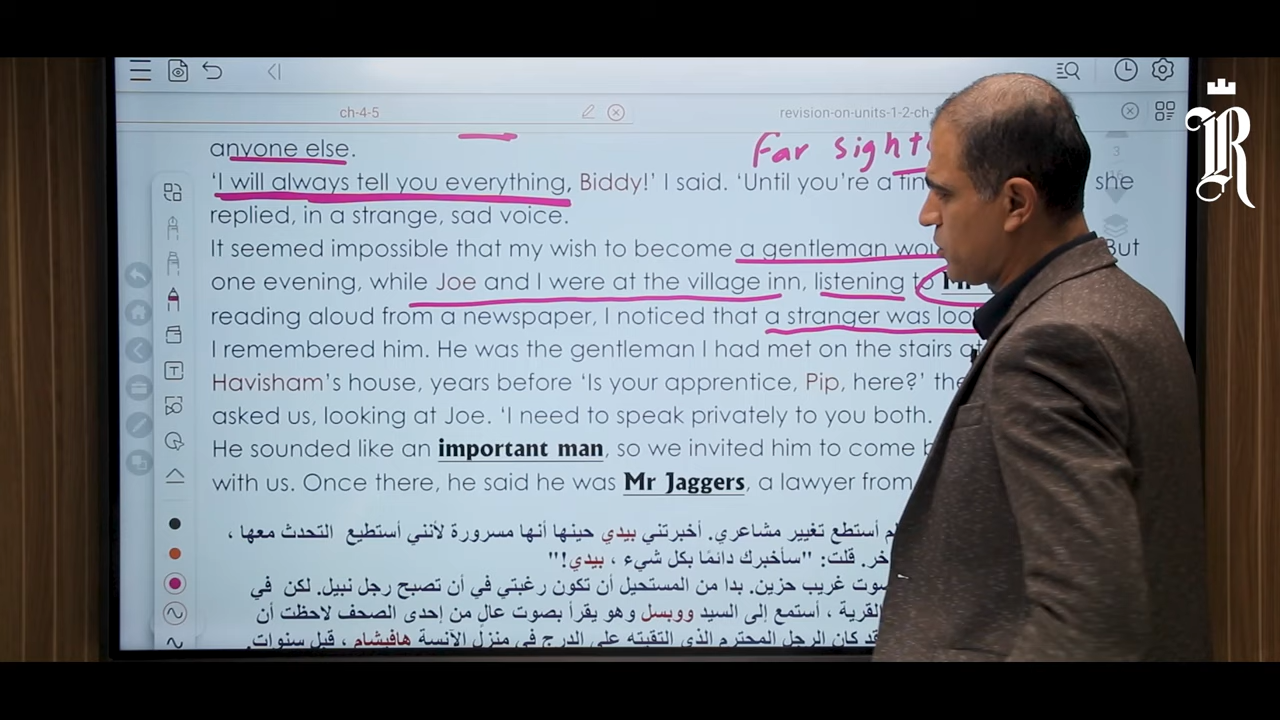 ch-4-5
revision-on-units-1-2-ch-
3
anyone else.
far sight
'I will always tell you everything, Biddy!' I said. 'Until you're a fin she
replied, in a strange, sad voice.
It seemed impossible that my wish to become a gentleman wou But
one evening, while Joe and I were at the village inn, listening to
reading aloud from a newspaper, I noticed that a stranger was loo
I remembered him. He was the gentleman I had met on the stairs at
Havisham's house, years before 'Is your apprentice, Pip, here?' the
asked us, looking at Joe. 'I need to speak privately to you both.
He sounded like an important man, so we invited him to come b
with us. Once there, he said he was Mr Jaggers, a lawyer from
أستطع تغيير مشاعري. أخبرتني بيدي حينها أنها مسرورة لأنني أستطيع التحدث معها ،
خر. قلت: "سأخبرك دائمًا بكل شيء ، بيدي!"
صوت غريب حزين. بدا من المستحيل أن تكون رغبتي في أن تصبح رجل نبيل. لكن في
القرية ، أستمع إلى السيد ووبسل وهو يقرأ بصوت عالٍ من إحدى الصحف لاحظت أن
قد كان الرجل المحترم الذي التقيته على الدرج في منزل الآنسة هافيشام ، قبل سنوات.
R